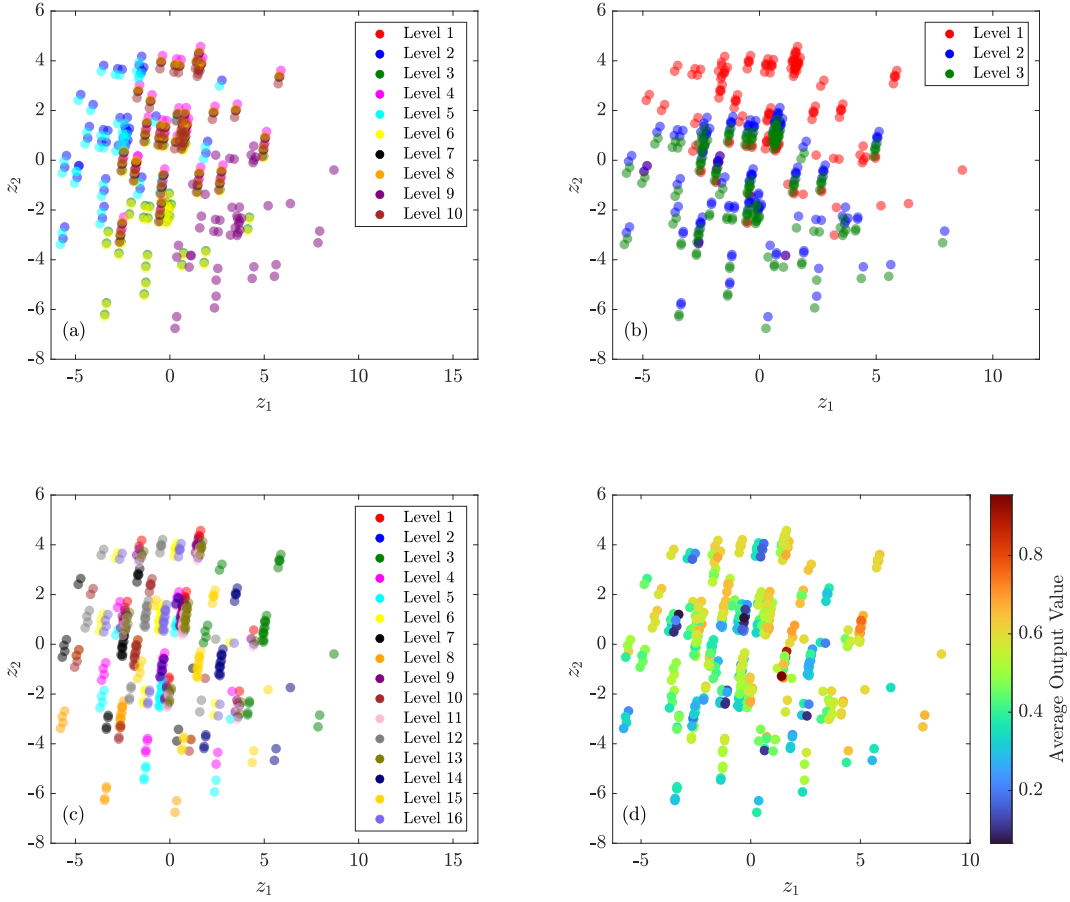 6
4
2
0
-2
-4
-6
-8
z2
(a)
-5
0
5
10
15
z1
Level 1
Level 2
Level 3
Level 4
Level 5
Level 6
Level 7
Level 8
Level 9
Level 10
6
4
2
0
-2
-4
-6
-8
z2
(b)
-5
0
5
10
z1
Level 1
Level 2
Level 3
6
4
2
0
-2
-4
-6
-8
z2
(c)
-5
0
5
10
15
z1
Level 1
Level 2
Level 3
Level 4
Level 5
Level 6
Level 7
Level 8
Level 9
Level 10
Level 11
Level 12
Level 13
Level 14
Level 15
Level 16
6
4
2
0
-2
-4
-6
-8
z2
(d)
-5
0
5
10
z1
0.8
0.6
0.4
0.2
Average Output Value